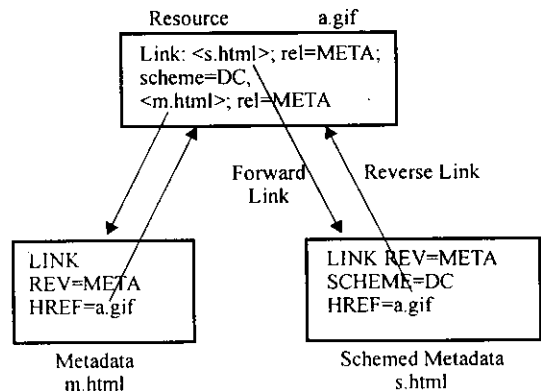 Resource a.gif
Link: <s.html>; rel=META;
scheme=DC,
<m.html>; rel=META
Forward
Link
Reverse Link
LINK
REV=META
HREF=a.gif
LINK REV=META
SCHEME=DC
HREF=a.gif
Metadata
m.html
Schemed Metadata
s.html